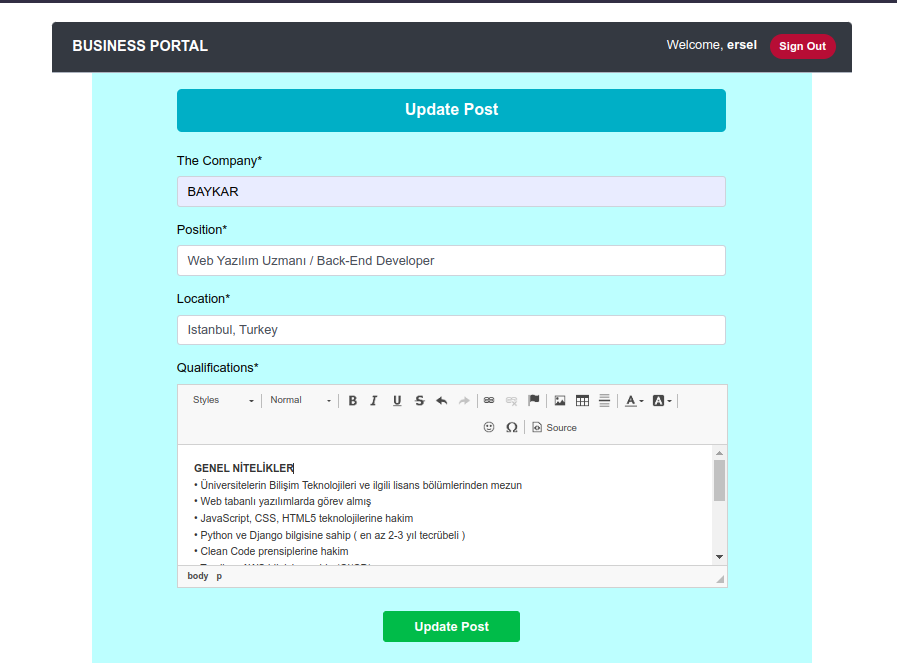 BUSINESS PORTAL
Welcome, ersel
Sign Out
Update Post
The Company*
BAYKAR
Position*
Web Yazılım Uzmanı / Back-End Developer
Location*
Istanbul, Turkey
Qualifications*
Styles Normal B I U S A A
Ω Source
GENEL NİTELİKLER
• Üniversitelerin Bilişim Teknolojileri ve ilgili lisans bölümlerinden mezun
• Web tabanlı yazılımlarda görev almış
• JavaScript, CSS, HTML5 teknolojilerine hakim
• Python ve Django bilgisine sahip ( en az 2-3 yıl tecrübeli )
• Clean Code prensiplerine hakim
body p
Update Post